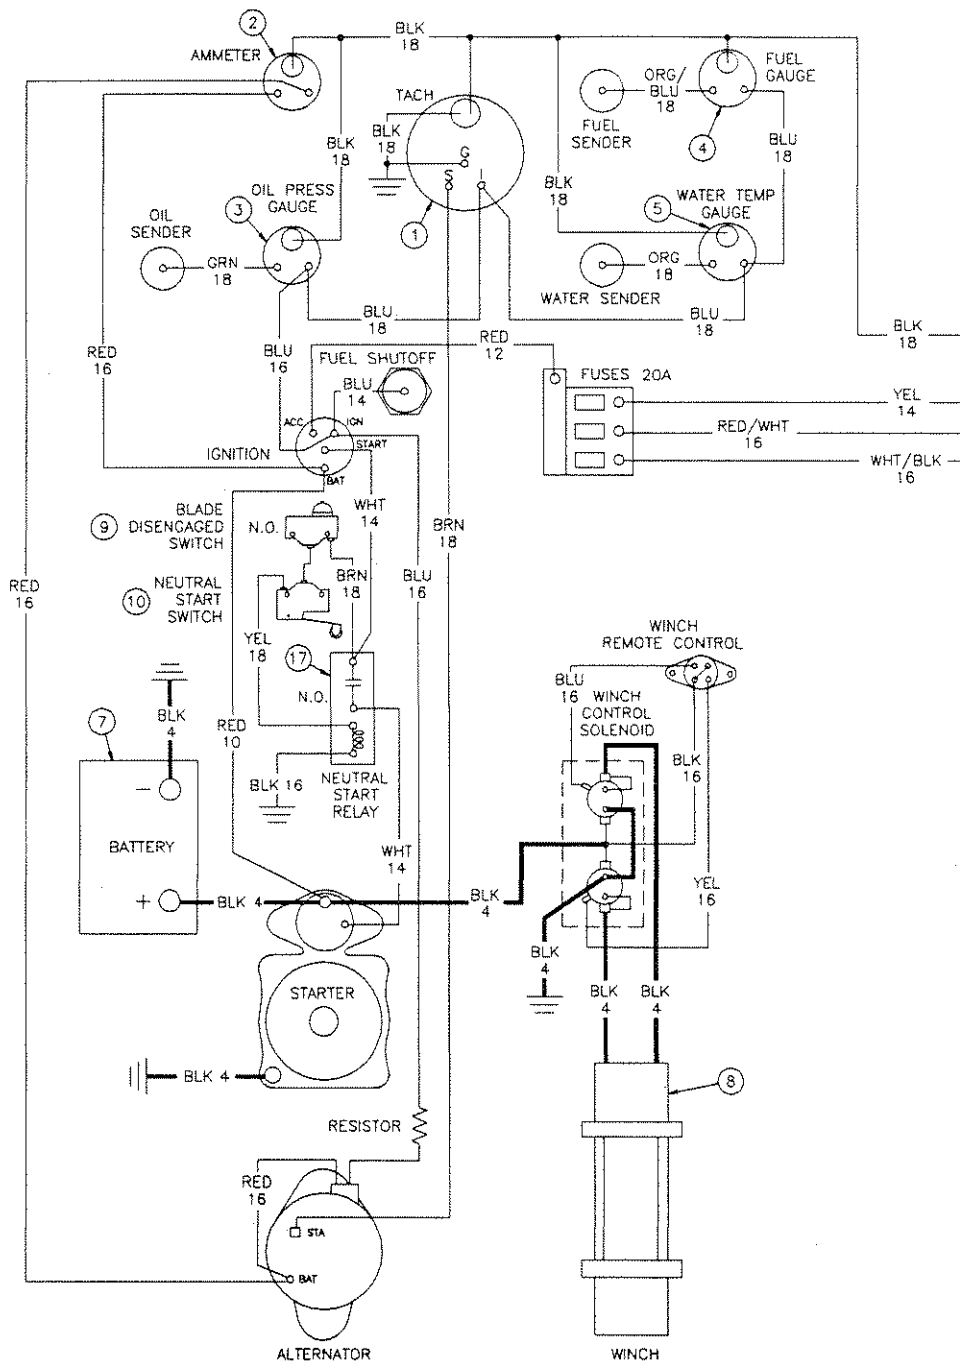 2
BLK
18
AMMETER
FUEL
GAUGE
ORG/
BLU
18
TACH
FUEL
SENDER
4
BLK
18
BLK
18
G
S
I
BLU
18
BLK
18
OIL PRESS
GAUGE
3
OIL
SENDER
1
WATER TEMP
GAUGE
5
GRN
18
ORG
18
WATER SENDER
BLU
18
BLU
18
RED
12
BLK
18
RED
16
BLU
16
FUEL SHUTOFF
BLU
14
FUSES 20A
YEL
14
ACC
IGN
RED/WHT
16
START
IGNITION
WHT/BLK
16
BAT
WHT
14
9
BLADE
DISENGAGED
SWITCH
N.O.
BRN
18
RED
16
10
NEUTRAL
START
SWITCH
BRN
18
BLU
16
YEL
18
17
WINCH
REMOTE CONTROL
BLU
16
N.O.
WINCH
CONTROL
SOLENOID
BLK
4
7
RED
10
BLK
16
BLK 16
NEUTRAL
START
RELAY
−
BATTERY
WHT
14
YEL
16
+
BLK 4
BLK
4
BLK
4
STARTER
BLK
4
BLK
4
BLK 4
8
RESISTOR
RED
16
STA
BAT
ALTERNATOR
WINCH